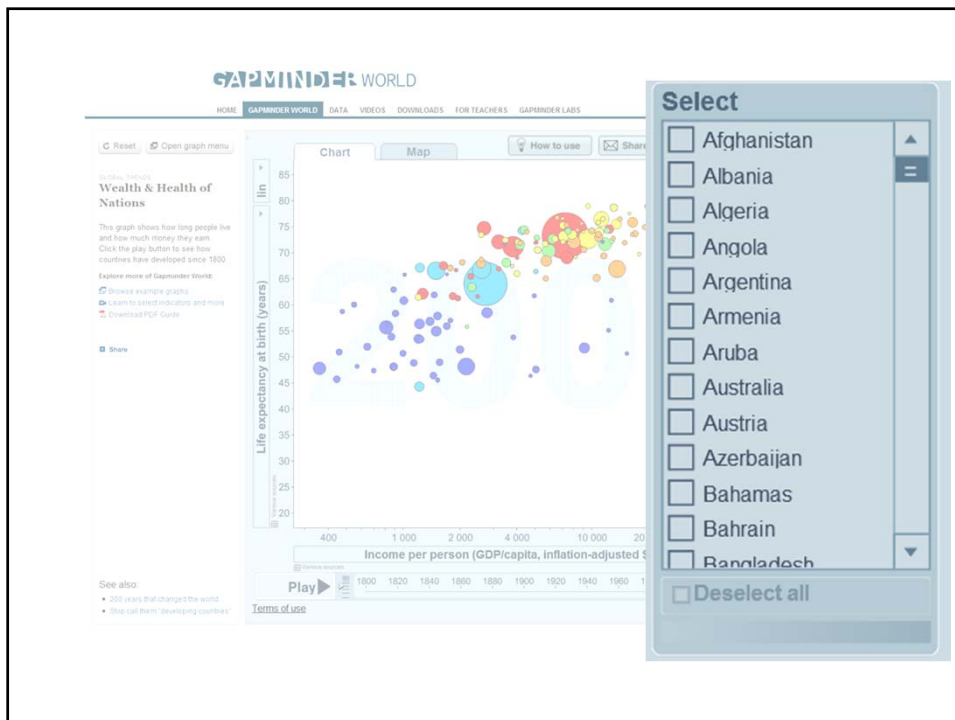 GAPMINDER WORLD
HOME GAPMINDER WORLD DATA VIDEOS DOWNLOADS FOR TEACHERS GAPMINDER LABS
Reset Open graph menu
GLOBAL TRENDS
Wealth & Health of
Nations
This graph shows how long people live
and how much money they earn.
Click the play button to see how
countries have developed since 1800.
Explore more of Gapminder World:
Browse example graphs
Learn to select indicators and more
Download PDF Guide
Share
See also:
• 200 years that changed the world
• Stop call them 'developing countries'
Chart Map How to use Share
lin
Life expectancy at birth (years)
85
80
75
70
65
60
55
50
45
40
35
30
25
20
400 1 000 2 000 4 000 10 000 20
Income per person (GDP/capita, inflation-adjusted $
Various sources
Various sources
Play 1800 1820 1840 1860 1880 1900 1920 1940 1960
Terms of use
Select
Afghanistan
Albania
Algeria
Angola
Argentina
Armenia
Aruba
Australia
Austria
Azerbaijan
Bahamas
Bahrain
Bangladesh
Deselect all